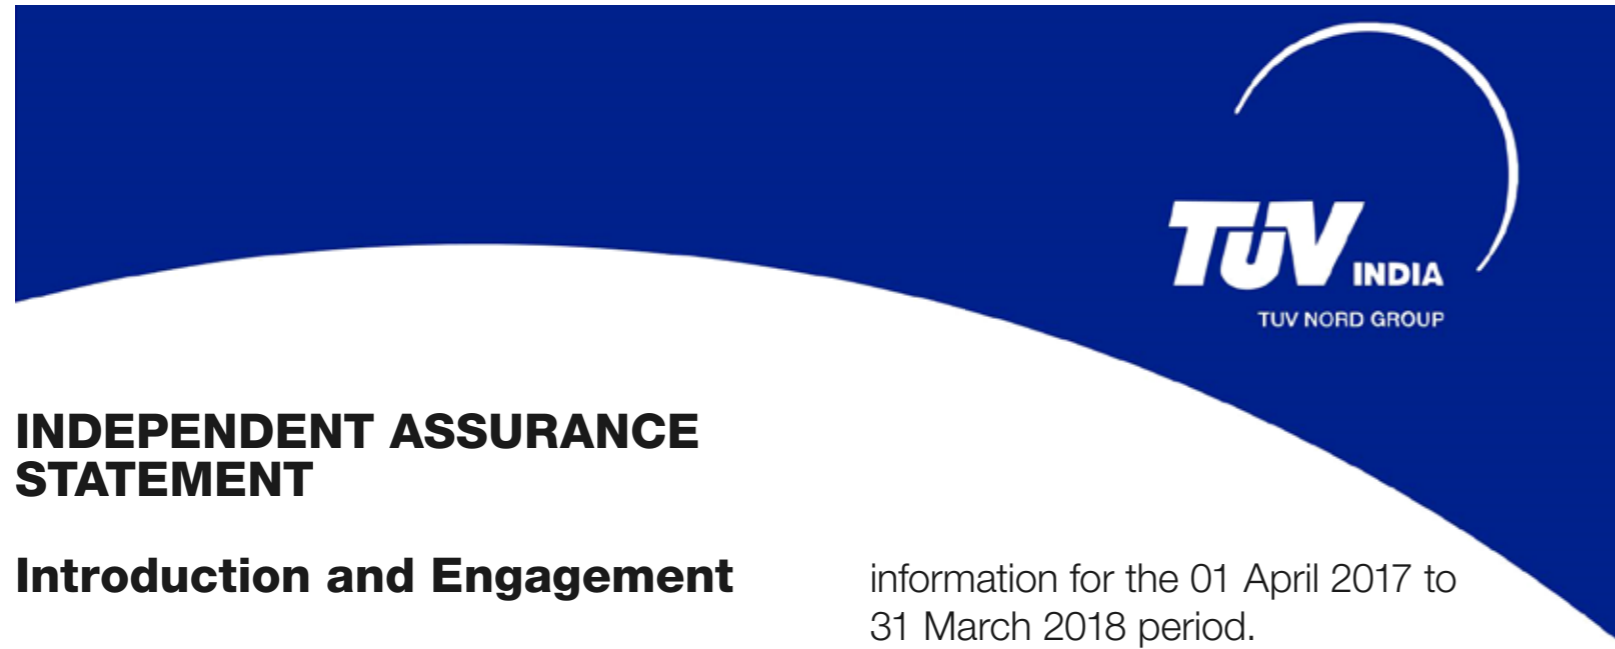 TÜV INDIA
TUV NORD GROUP
INDEPENDENT ASSURANCE
STATEMENT
Introduction and Engagement
information for the 01 April 2017 to
31 March 2018 period.